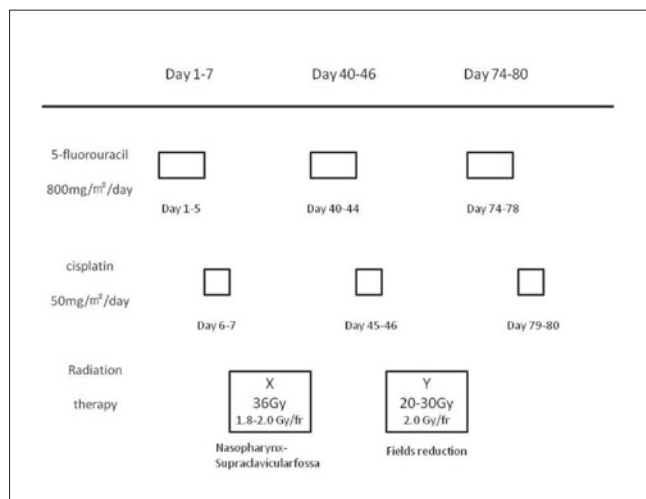 Day 1-7 Day 40-46 Day 74-80
5-fluorouracil
800mg/㎡/day
Day 1-5 Day 40-44 Day 74-78
cisplatin
50mg/㎡/day
Day 6-7 Day 45-46 Day 79-80
Radiation
therapy
X
36Gy
1.8-2.0 Gy/fr
Y
20-30Gy
2.0 Gy/fr
Nasopharynx-
Supraclavicularfossa
Fields reduction